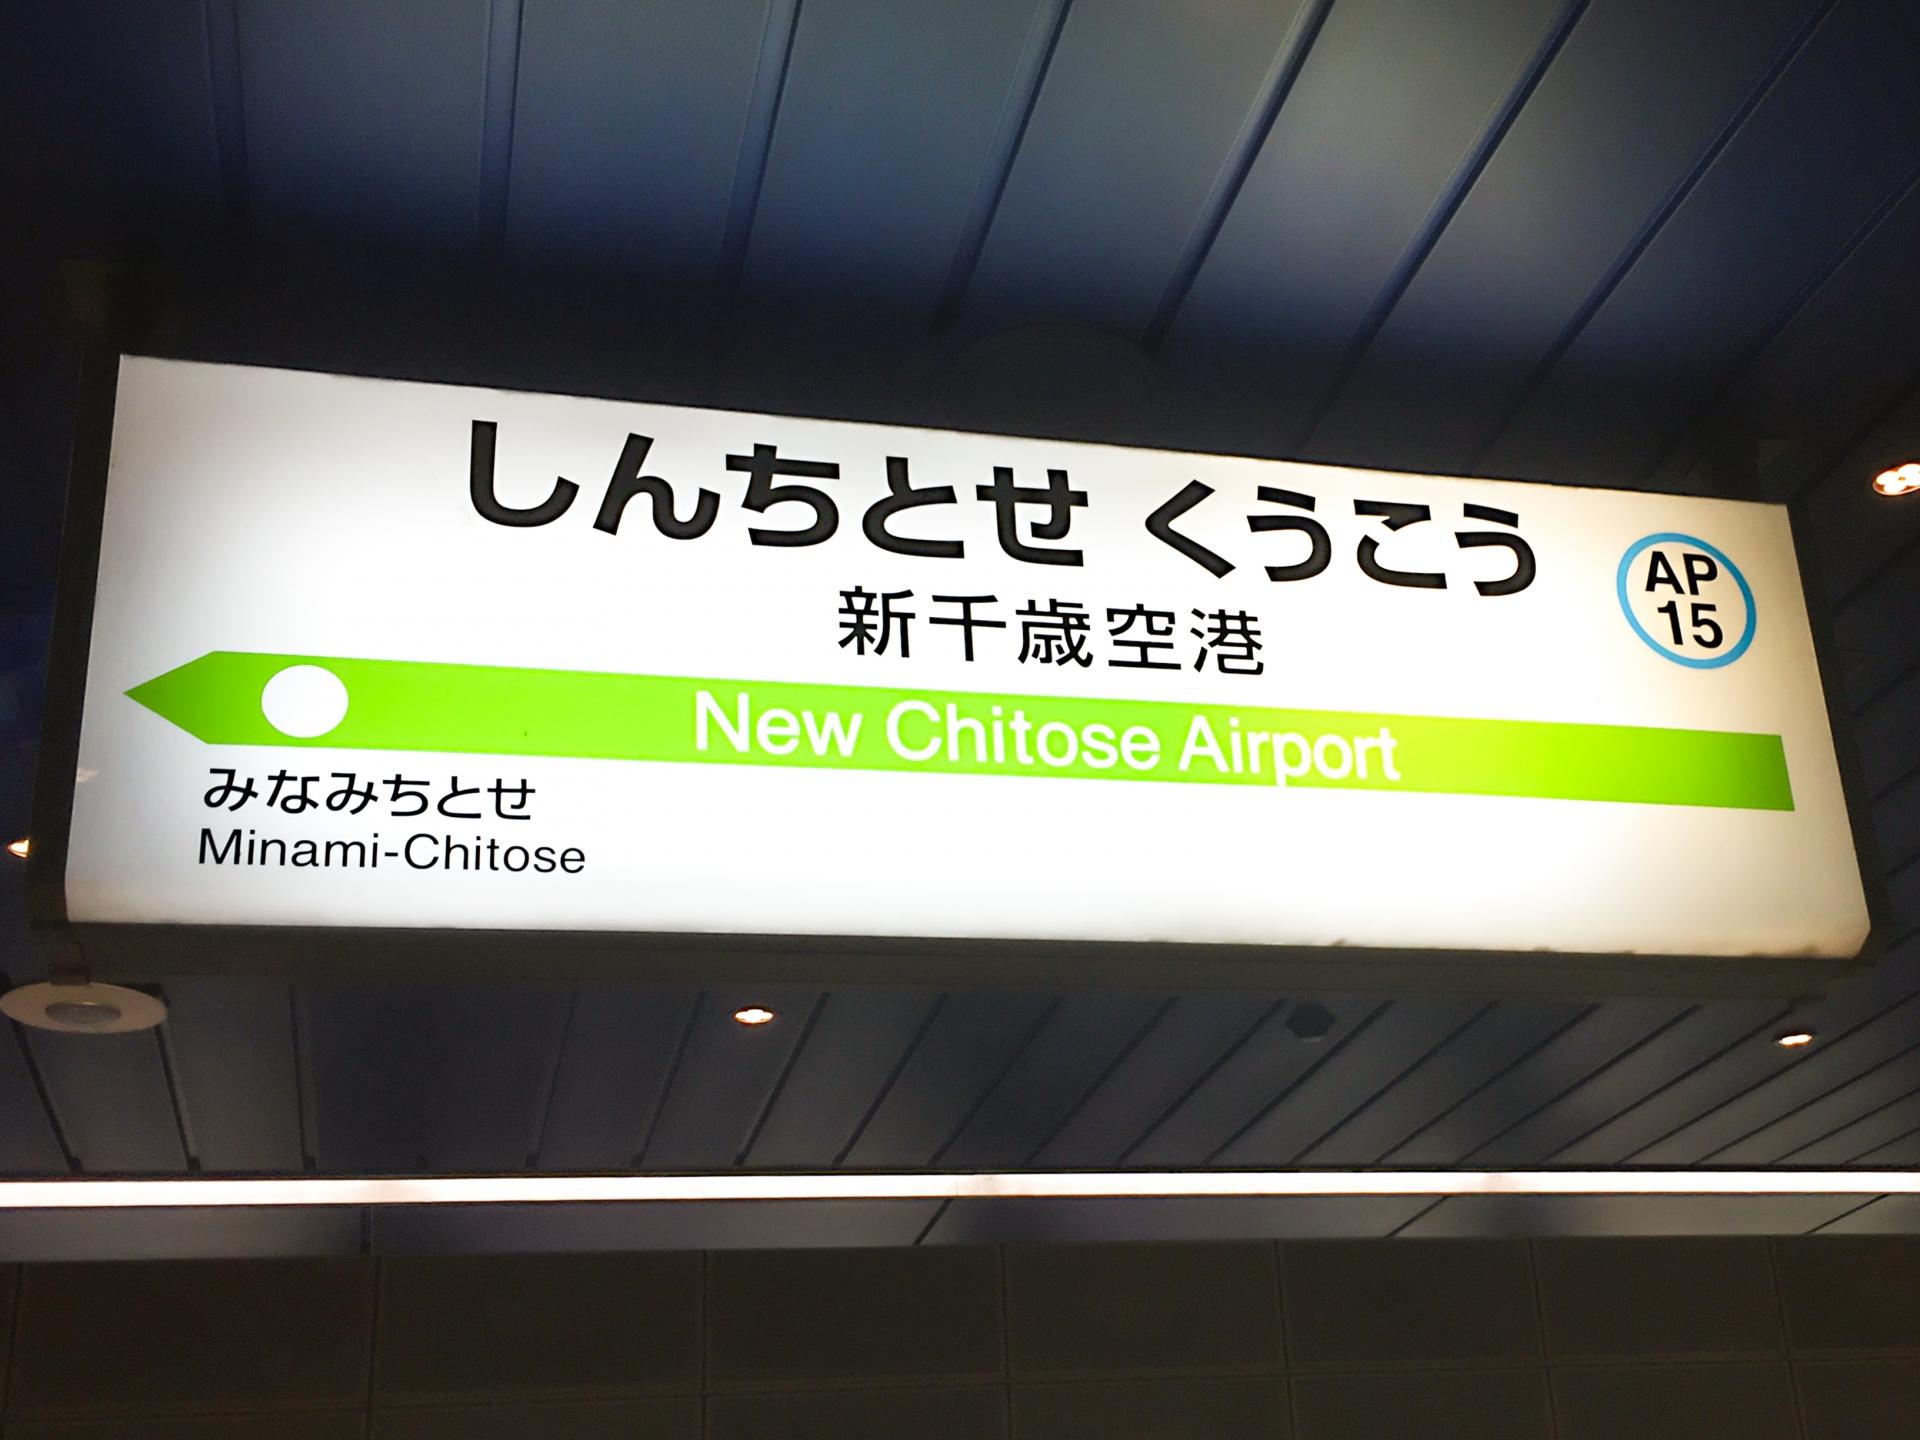 しんちとせ くうこう
新千歳空港
AP
15
New Chitose Airport
みなみちとせ
Minami-Chitose